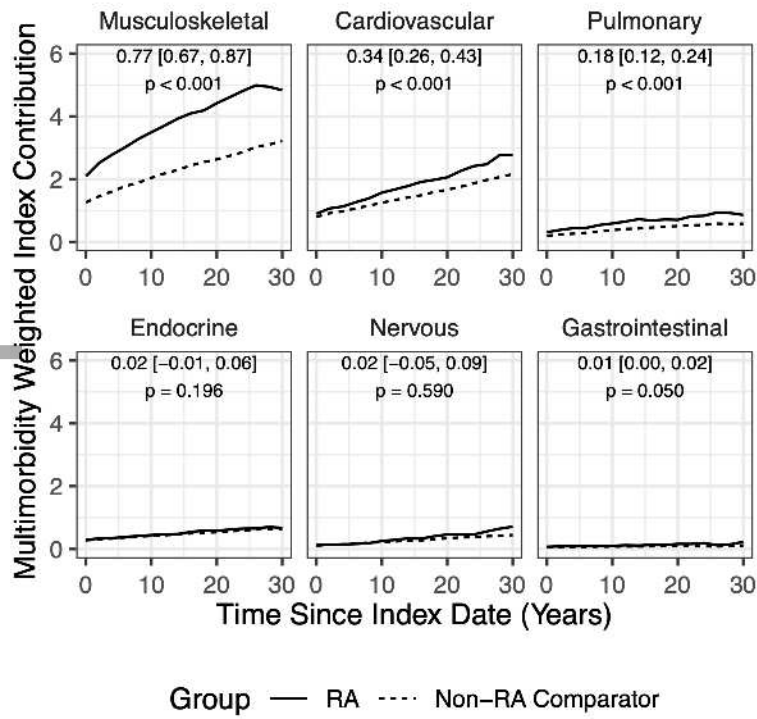 Musculoskeletal Cardiovascular Pulmonary
0.77 [0.67, 0.87] 0.34 [0.26, 0.43] 0.18 [0.12, 0.24]
p < 0.001 p < 0.001 p < 0.001
6
4
2
0
0 10 20 30 0 10 20 30 0 10 20 30
Multimorbidity Weighted Index Contribution
Endocrine Nervous Gastrointestinal
0.02 [−0.01, 0.06] 0.02 [−0.05, 0.09] 0.01 [0.00, 0.02]
p = 0.196 p = 0.590 p = 0.050
6
4
2
0
0 10 20 30 0 10 20 30 0 10 20 30
Time Since Index Date (Years)
Group RA Non−RA Comparator